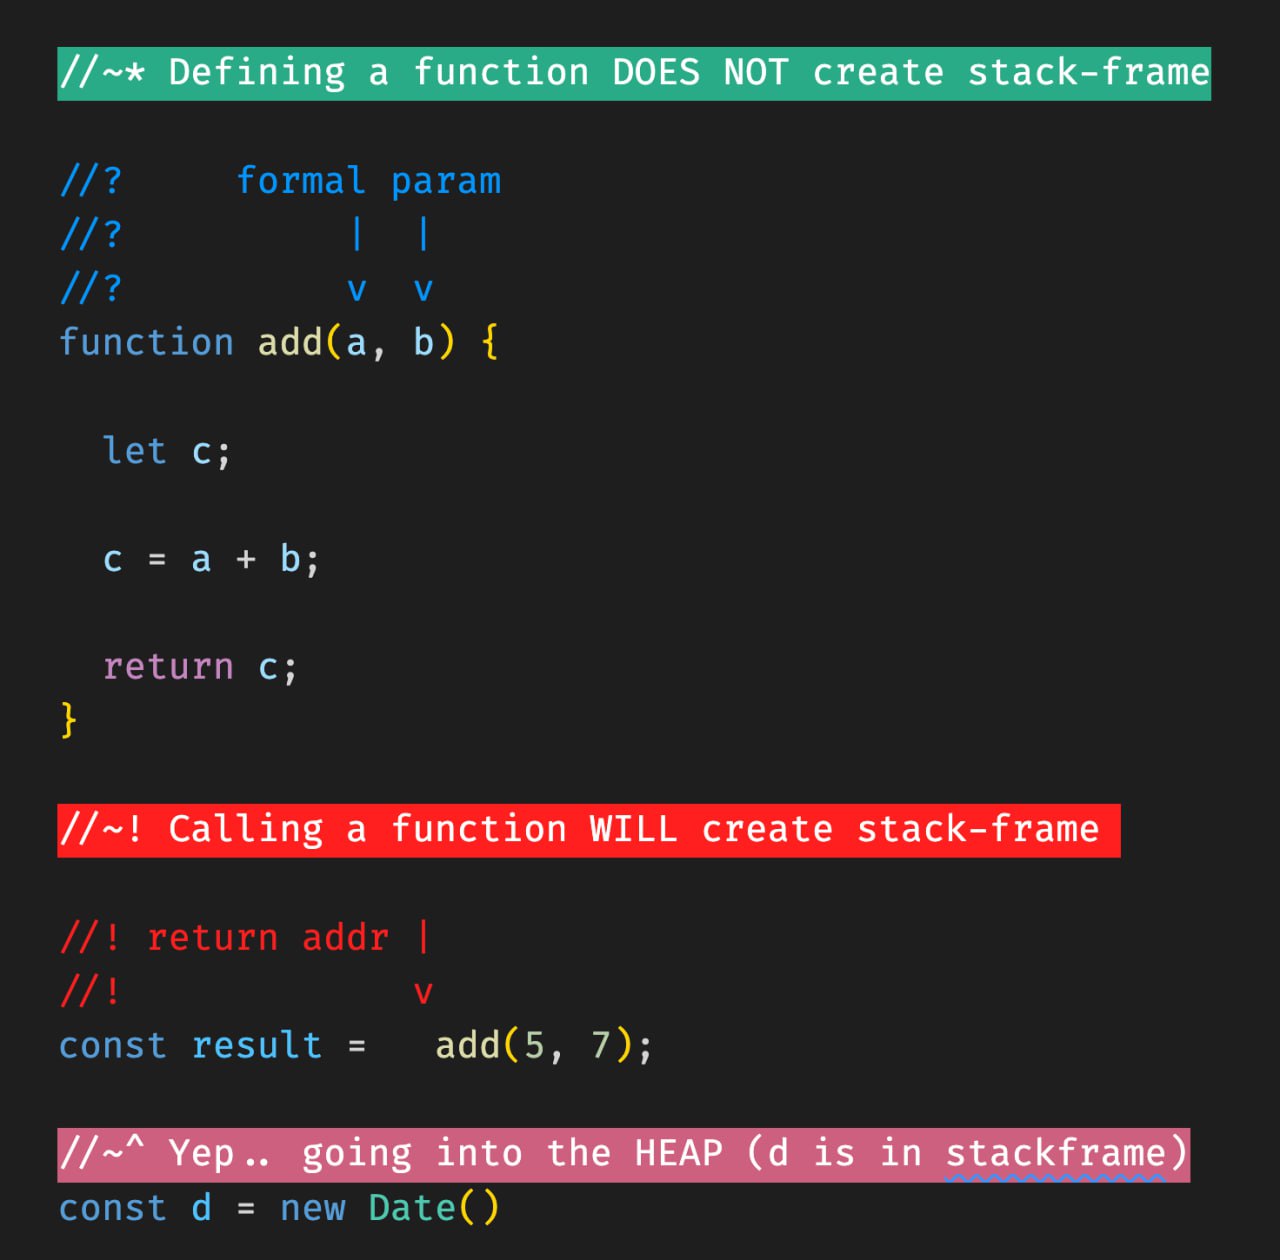 //~* Defining a function DOES NOT create stack-frame
//?     formal param
//?          |  |
//?          v  v
function add(a, b) {
  let c;
  c = a + b;
  return c;
}
//~! Calling a function WILL create stack-frame
//! return addr |
//!             v
const result =   add(5, 7);
//~^ Yep.. going into the HEAP (d is in stackframe)
const d = new Date()